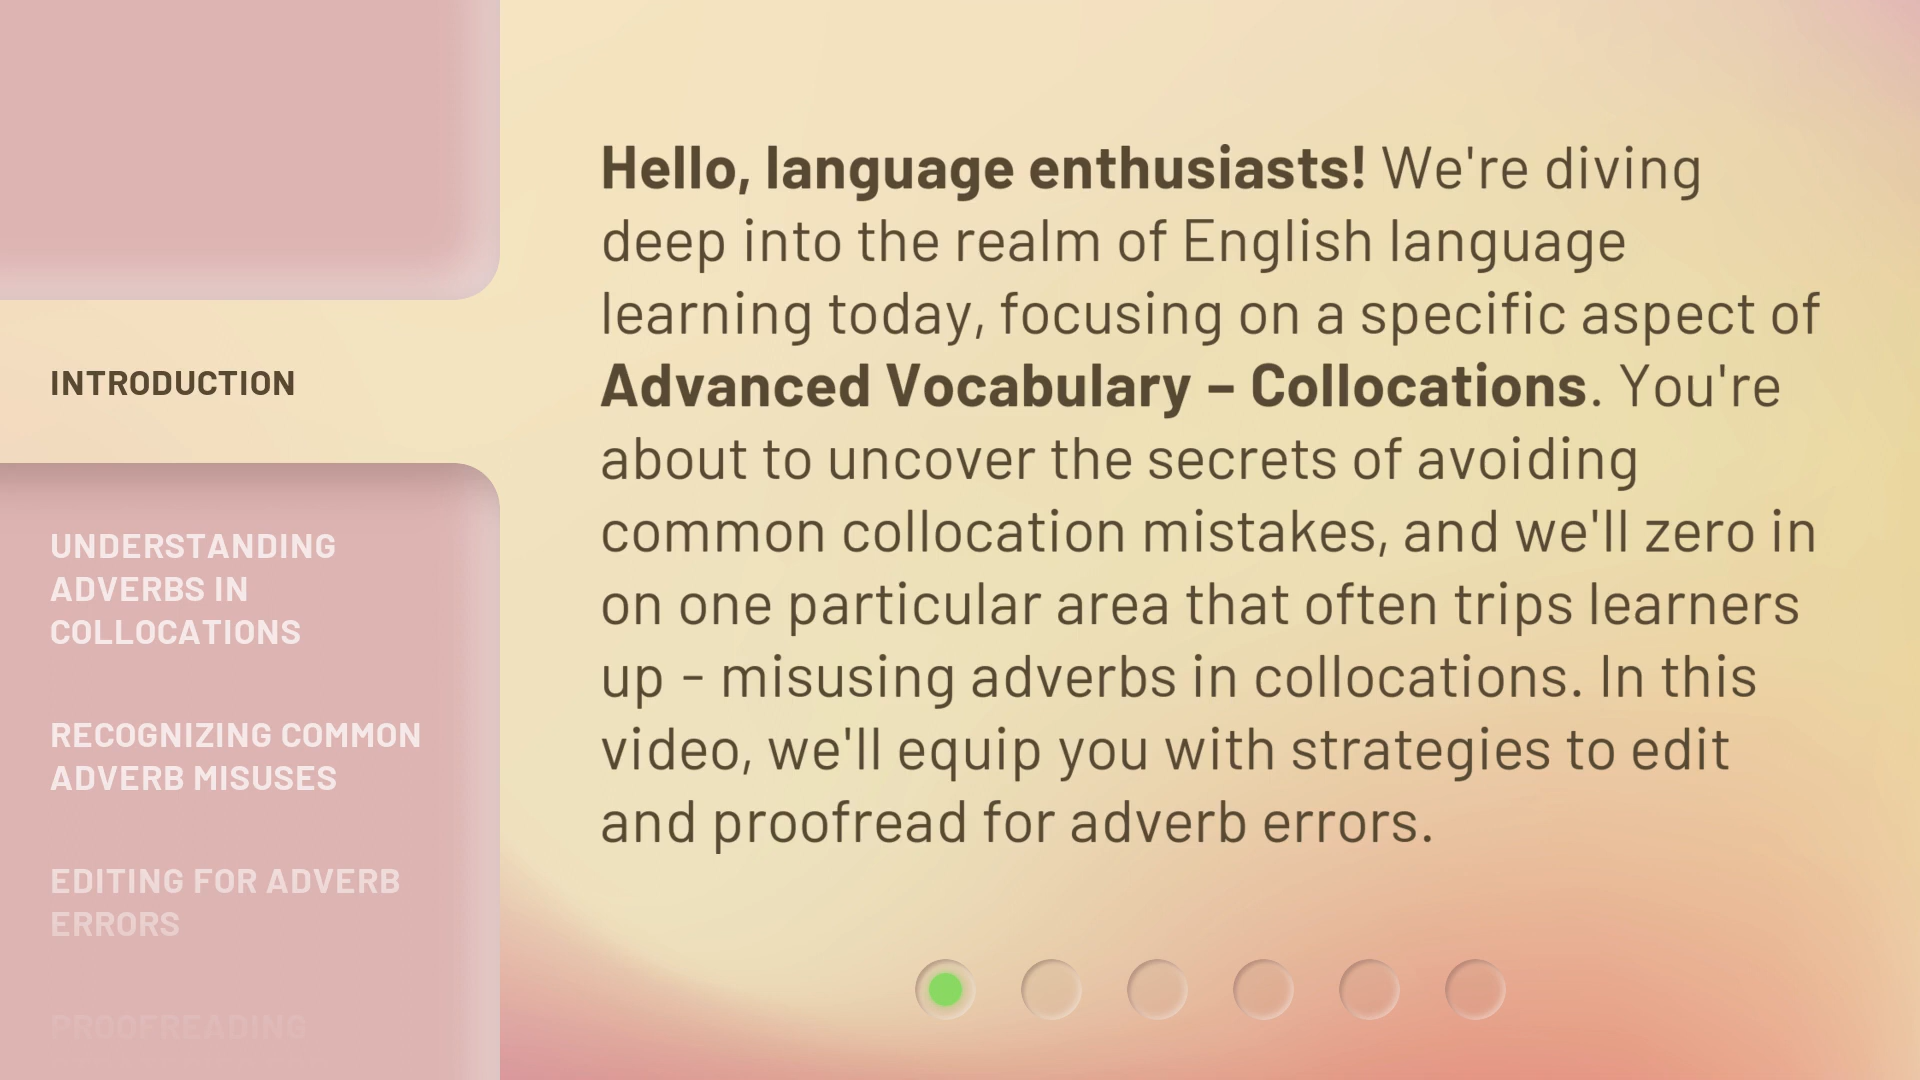 INTRODUCTION
UNDERSTANDING
ADVERBS IN
COLLOCATIONS
RECOGNIZING COMMON
ADVERB MISUSES
EDITING FOR ADVERB
ERRORS
PROOFREADING
Hello, language enthusiasts! We're diving
deep into the realm of English language
learning today, focusing on a specific aspect of
Advanced Vocabulary – Collocations. You're
about to uncover the secrets of avoiding
common collocation mistakes, and we'll zero in
on one particular area that often trips learners
up - misusing adverbs in collocations. In this
video, we'll equip you with strategies to edit
and proofread for adverb errors.